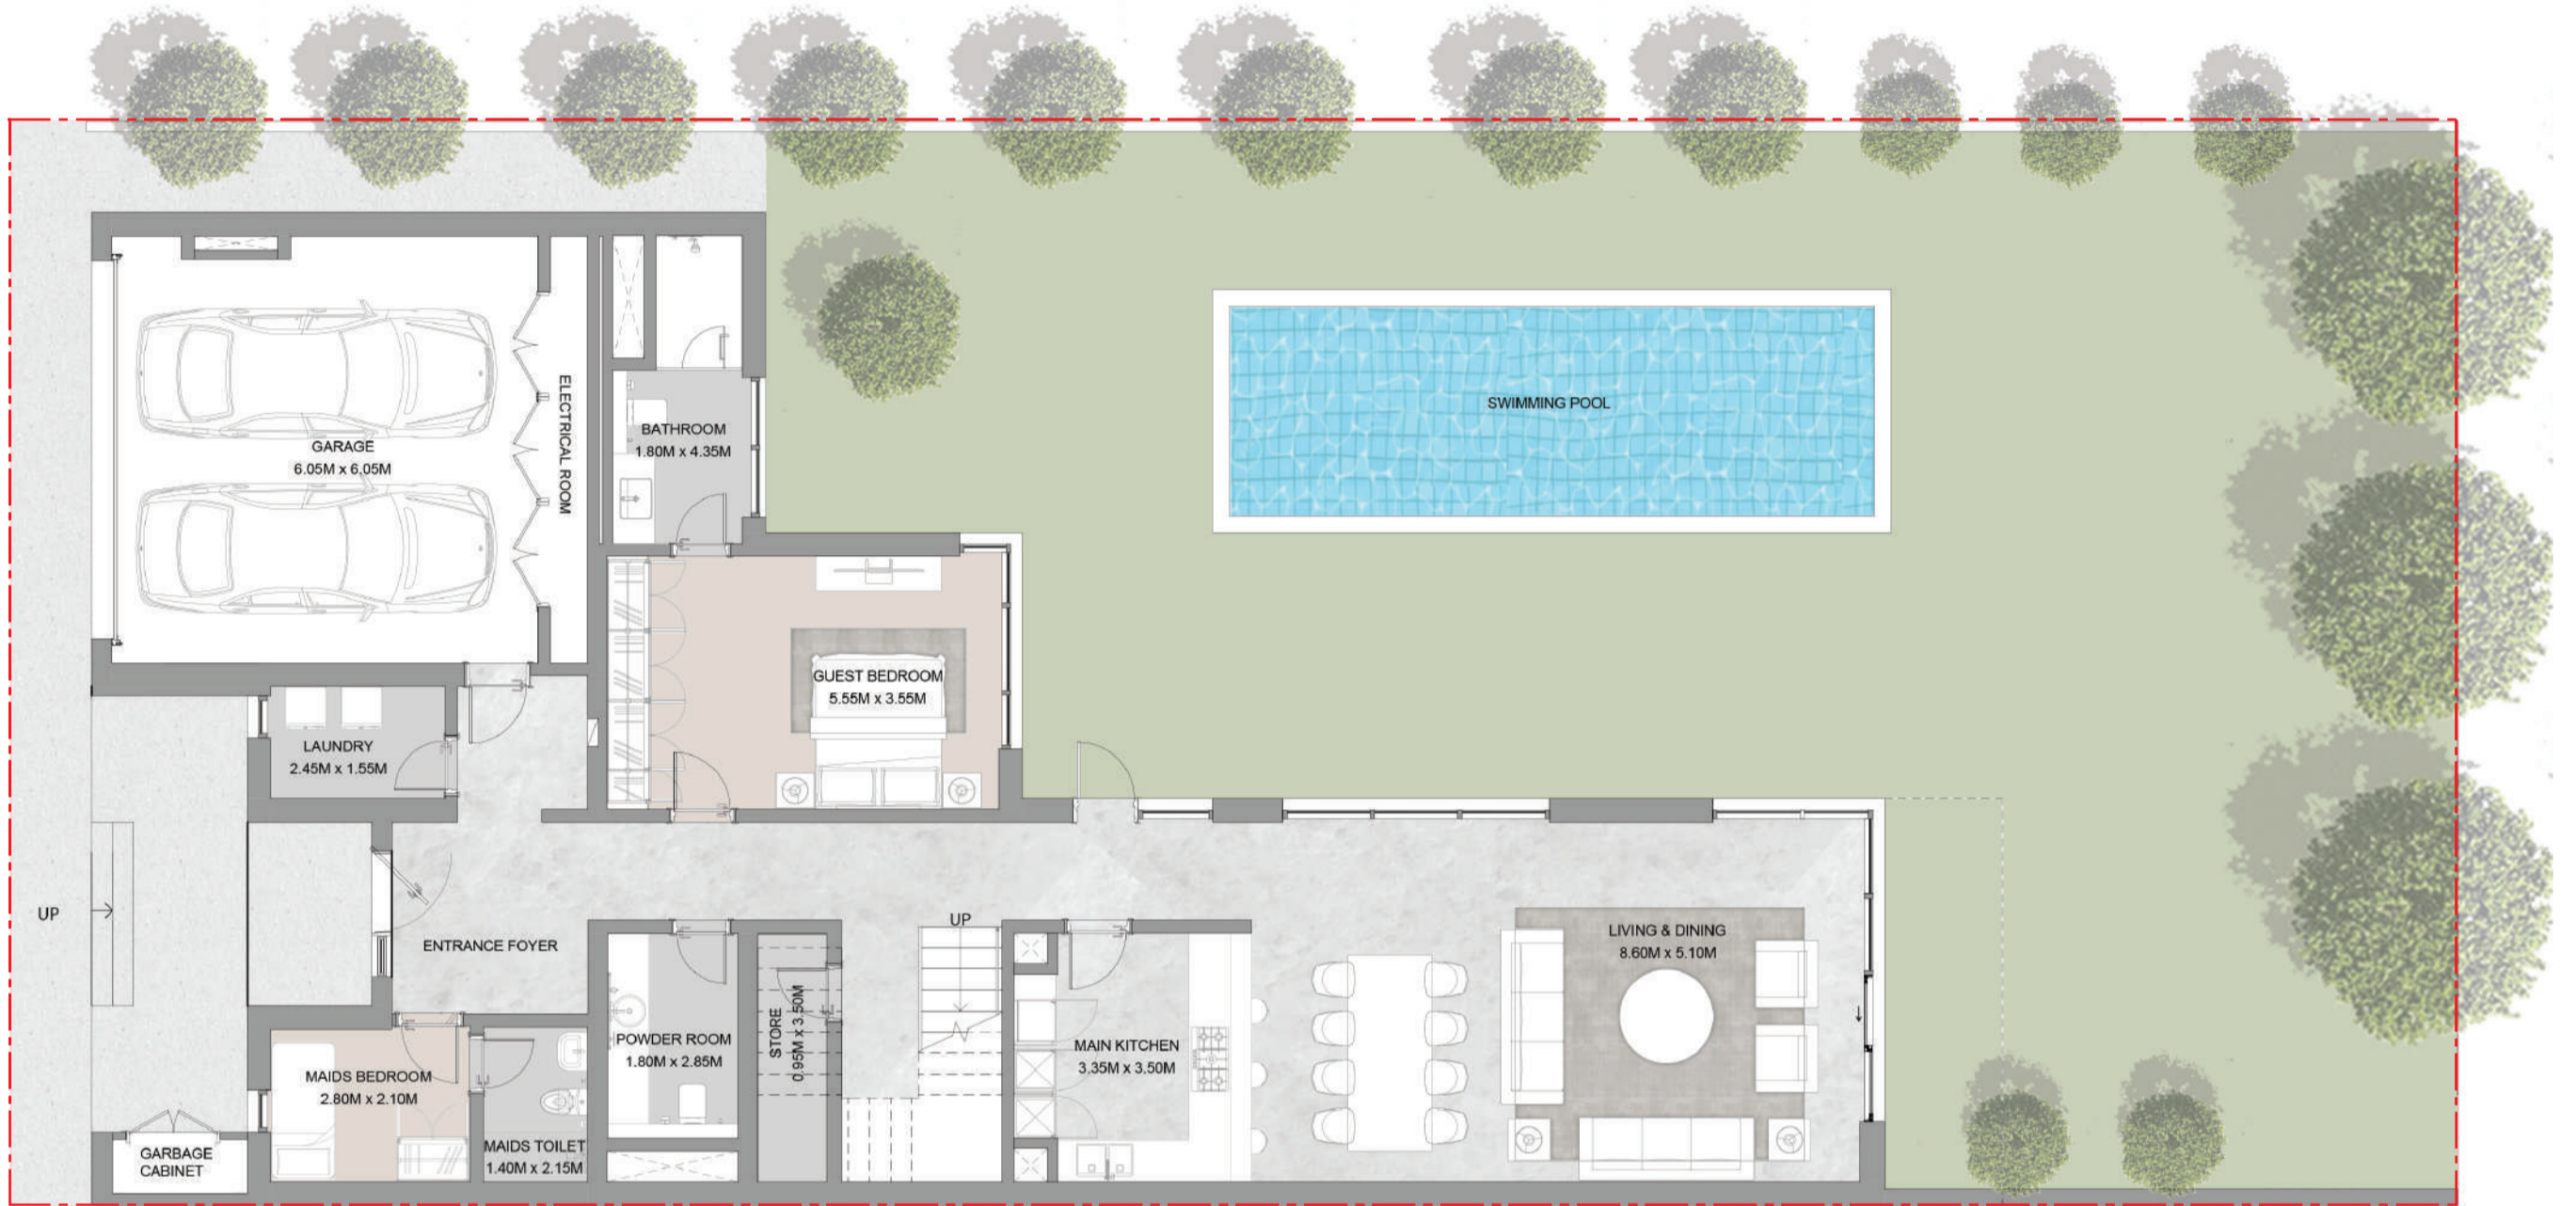 SWIMMING POOL
BATHROOM
1.80M x 4.35M
GARAGE
6.05M x 6.05M
ELECTRICAL ROOM
GUEST BEDROOM
5.55M x 3.55M
LAUNDRY
2.45M x 1.55M
UP
ENTRANCE FOYER
UP
LIVING & DINING
8.60M x 5.10M
POWDER ROOM
1.80M x 2.85M
STORE
0.95M x 3.50M
MAIN KITCHEN
3.35M x 3.50M
MAIDS BEDROOM
2.80M x 2.10M
MAIDS TOILET
1.40M x 2.15M
GARBAGE
CABINET